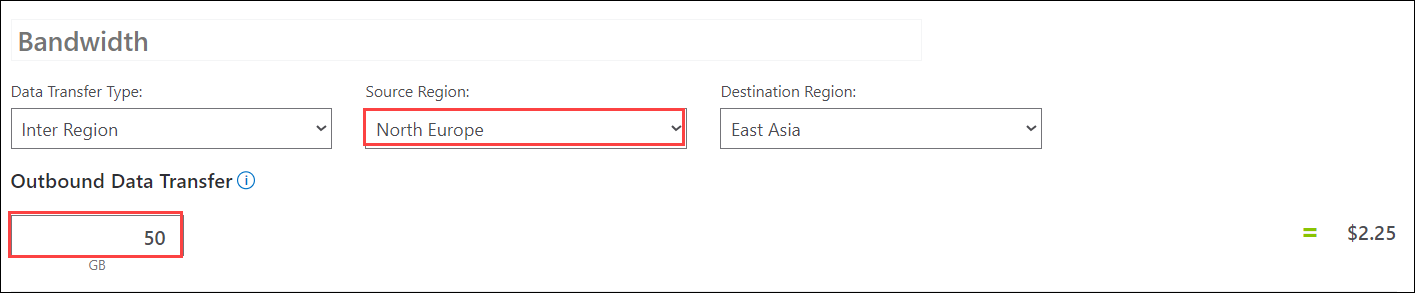 Bandwidth
Data Transfer Type: Source Region: Destination Region:
Inter Region North Europe East Asia
Outbound Data Transfer
50 = $2.25
GB